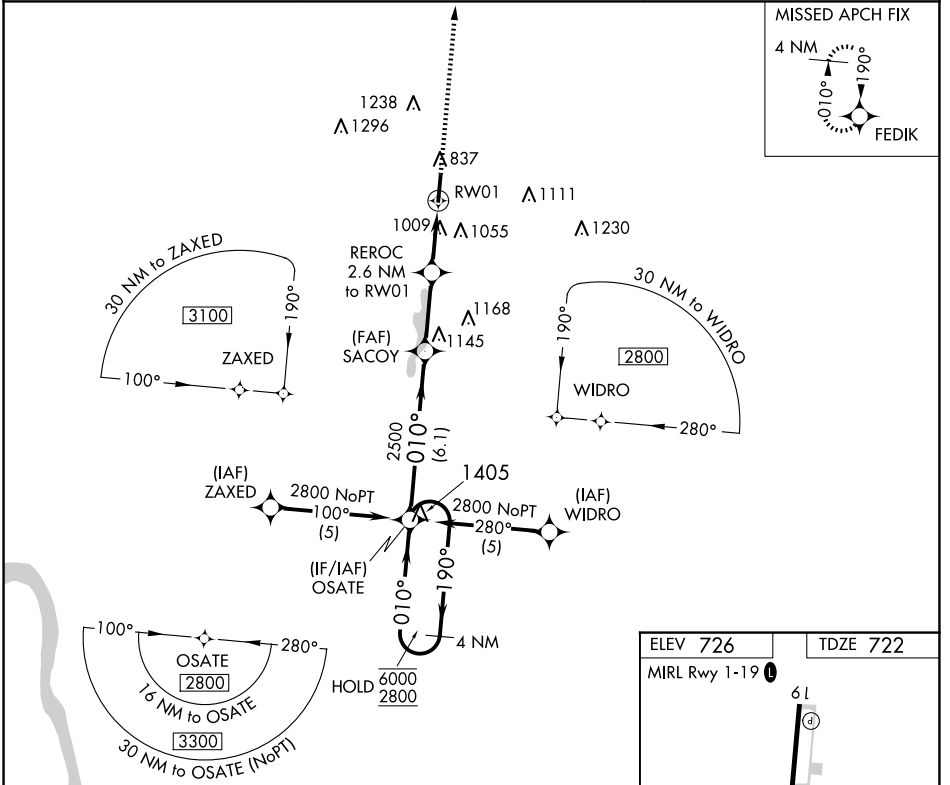 MISSED APCH FIX
4 NM
190°
010°
FEDIK
1238
1296
837
RW01
1111
1009
1055
1230
REROC
2.6 NM
to RW01
1168
(FAF)
SACOY
1145
30 NM to ZAXED
3100
190°
ZAXED
100°
30 NM to WIDRO
190°
2800
WIDRO
280°
2500
010°
(6.1)
1405
(IAF)
ZAXED
2800 NoPT
100°
(5)
2800 NoPT
280°
(5)
(IAF)
WIDRO
(IF/IAF)
OSATE
010°
190°
4 NM
HOLD
6000
2800
100°
280°
OSATE
2800
16 NM to OSATE
3300
30 NM to OSATE (NoPT)
ELEV 726
TDZE 722
MIRL Rwy 1-19 L
19
P